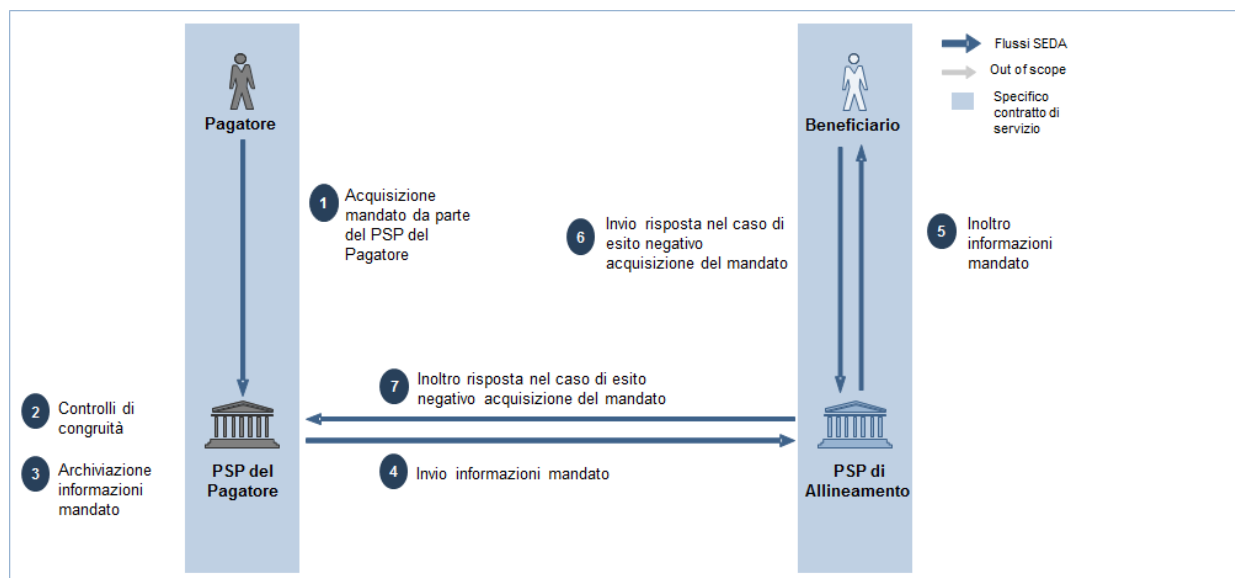 Pagatore
Beneficiario
Flussi SEDA
Out of scope
Specifico
contratto di
servizio
1
Acquisizione
mandato da parte
del PSP del
Pagatore
6
Invio risposta nel caso di
esito negativo
acquisizione del mandato
5
Inoltro
informazioni
mandato
7
Inoltro risposta nel caso di esito
negativo acquisizione del mandato
2
Controlli di
congruità
3
Archiviazione
informazioni
mandato
PSP del
Pagatore
4
Invio informazioni mandato
PSP di
Allineamento